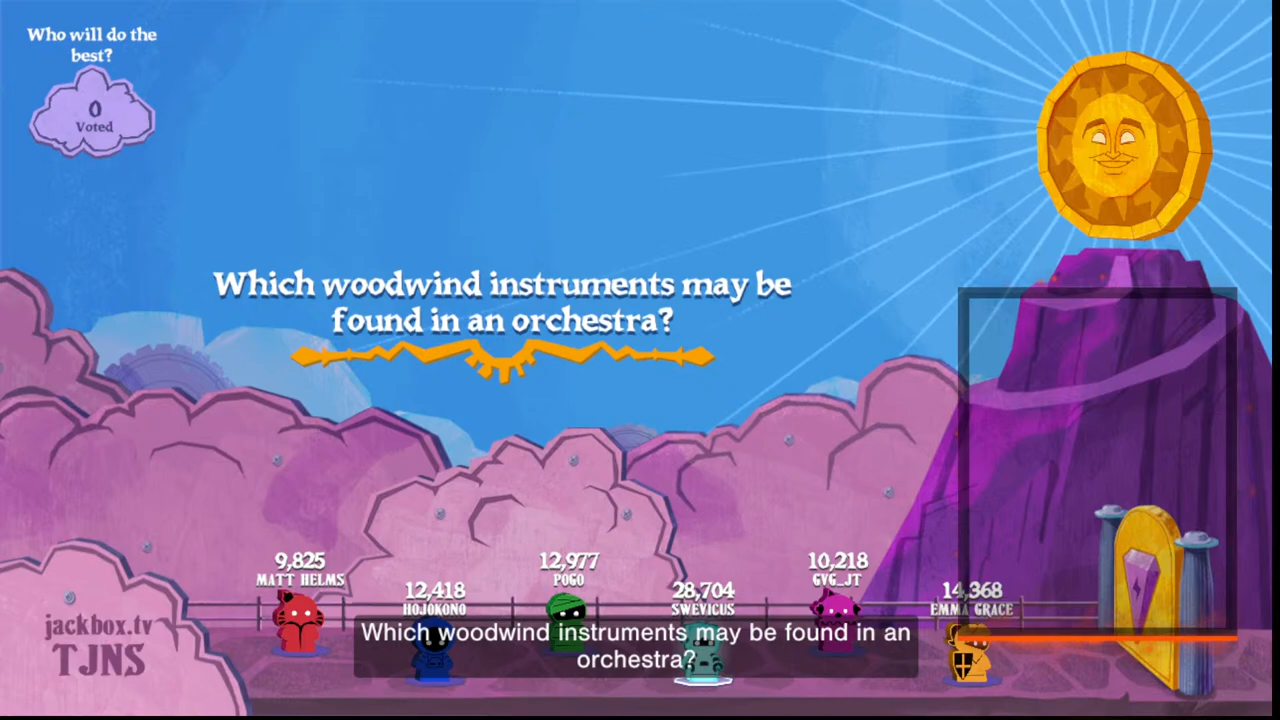 Who will do the
best?
0
Voted
Which woodwind instruments may be
found in an orchestra?
9,825
MATT HELMS
12,418
HOJOKONO
12,977
POGO
28,704
SWEVICUS
10,218
GVG_JT
14,368
EMMA GRACE
Which woodwind instruments may be found in an
orchestra?
jackbox.tv
TJNS